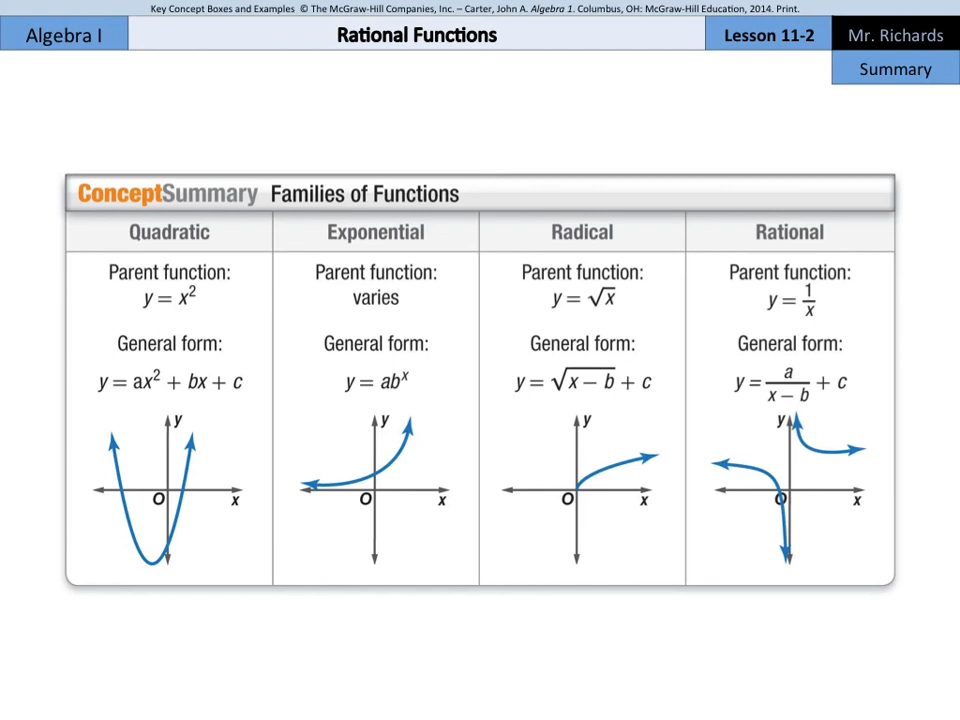 Key Concept Boxes and Examples © The McGraw-Hill Companies, Inc. – Carter, John A. Algebra 1. Columbus, OH: McGraw-Hill Education, 2014. Print.
Algebra I
Rational Functions
Lesson 11-2
Mr. Richards
Summary
ConceptSummary Families of Functions
Quadratic
Exponential
Radical
Rational
Parent function:
y = x²
General form:
y = ax² + bx + c
y
O
x
Parent function:
varies
General form:
y = abˣ
y
O
x
Parent function:
y = √x
General form:
y = √(x − b) + c
y
O
x
Parent function:
y = 1/x
General form:
y = a/(x − b) + c
y
O
x